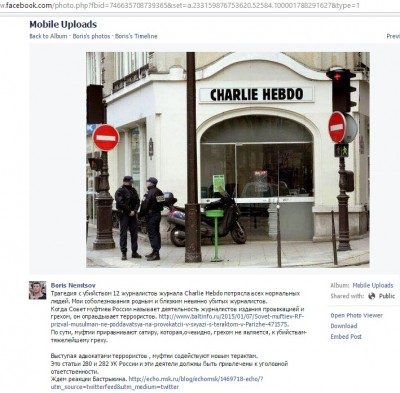 w.facebook.com/photo.php?fbid=746635708739365&set=a.233159876753620.52584.100001788291627&type=1
Mobile Uploads
Back to Album · Boris's photos · Boris's Timeline
Previ
CHARLIE HEBDO
Boris Nemtsov
Трагедия с убийством 12 журналистов журнала Charlie Hebdo потрясла всех нормальных
людей. Мои соболезнования родным и близким невинно убитых журналистов.
Когда Совет муфтиев России называет деятельность журналистов издания провокацией и
грехом, он оправдывает террористов. http://www.baltinfo.ru/2015/01/07/Sovet-muftiev-RF-
prizval-musulman-ne-poddavatsya-na-provokatcii-v-svyazi-s-teraktom-v-Parizhe-473575.
По сути, муфтии приравнивают сатиру, которая,очевидно, грехом не является, к убийствам-
тяжелейшему греху.
Выступая адвокатами террористов , муфтии содействуют новым терактам.
Это статьи 280 и 282 УК России и эти деятели должны быть привлечены к уголовной
ответственности.
Ждем реакции Бастрыкина. http://echo.msk.ru/blog/echomsk/1469718-echo/?
utm_source=twitterfeed&utm_medium=twitter
Album: Mobile Uploads
Shared with: Public
Open Photo Viewer
Download
Embed Post